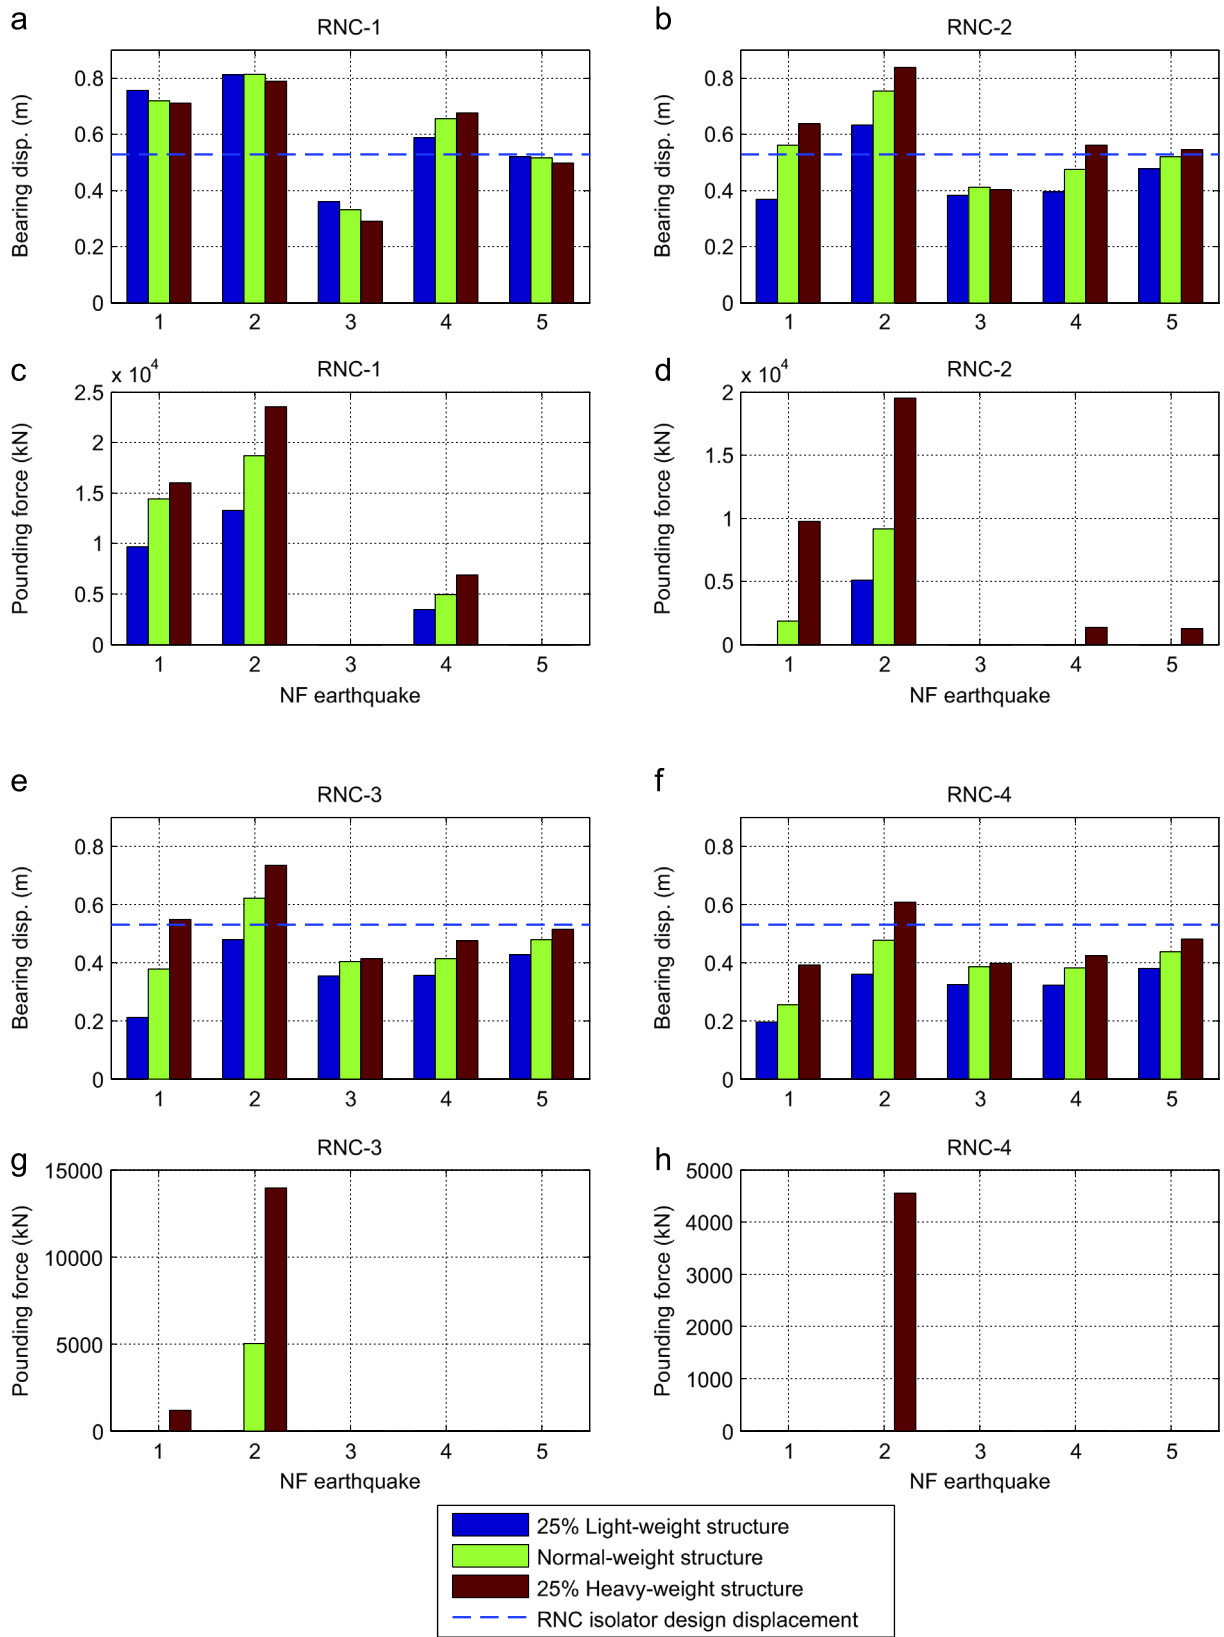 a
RNC-1
Bearing disp. (m)
0.8
0.6
0.4
0.2
0
1 2 3 4 5
b
RNC-2
Bearing disp. (m)
0.8
0.6
0.4
0.2
0
1 2 3 4 5
c
RNC-1
x 10^4
Pounding force (kN)
2.5
2
1.5
1
0.5
0
1 2 3 4 5
NF earthquake
d
RNC-2
x 10^4
Pounding force (kN)
2
1.5
1
0.5
0
1 2 3 4 5
NF earthquake
e
RNC-3
Bearing disp. (m)
0.8
0.6
0.4
0.2
0
1 2 3 4 5
f
RNC-4
Bearing disp. (m)
0.8
0.6
0.4
0.2
0
1 2 3 4 5
g
RNC-3
Pounding force (kN)
15000
10000
5000
0
1 2 3 4 5
NF earthquake
h
RNC-4
Pounding force (kN)
5000
4000
3000
2000
1000
0
1 2 3 4 5
NF earthquake
25% Light-weight structure
Normal-weight structure
25% Heavy-weight structure
RNC isolator design displacement